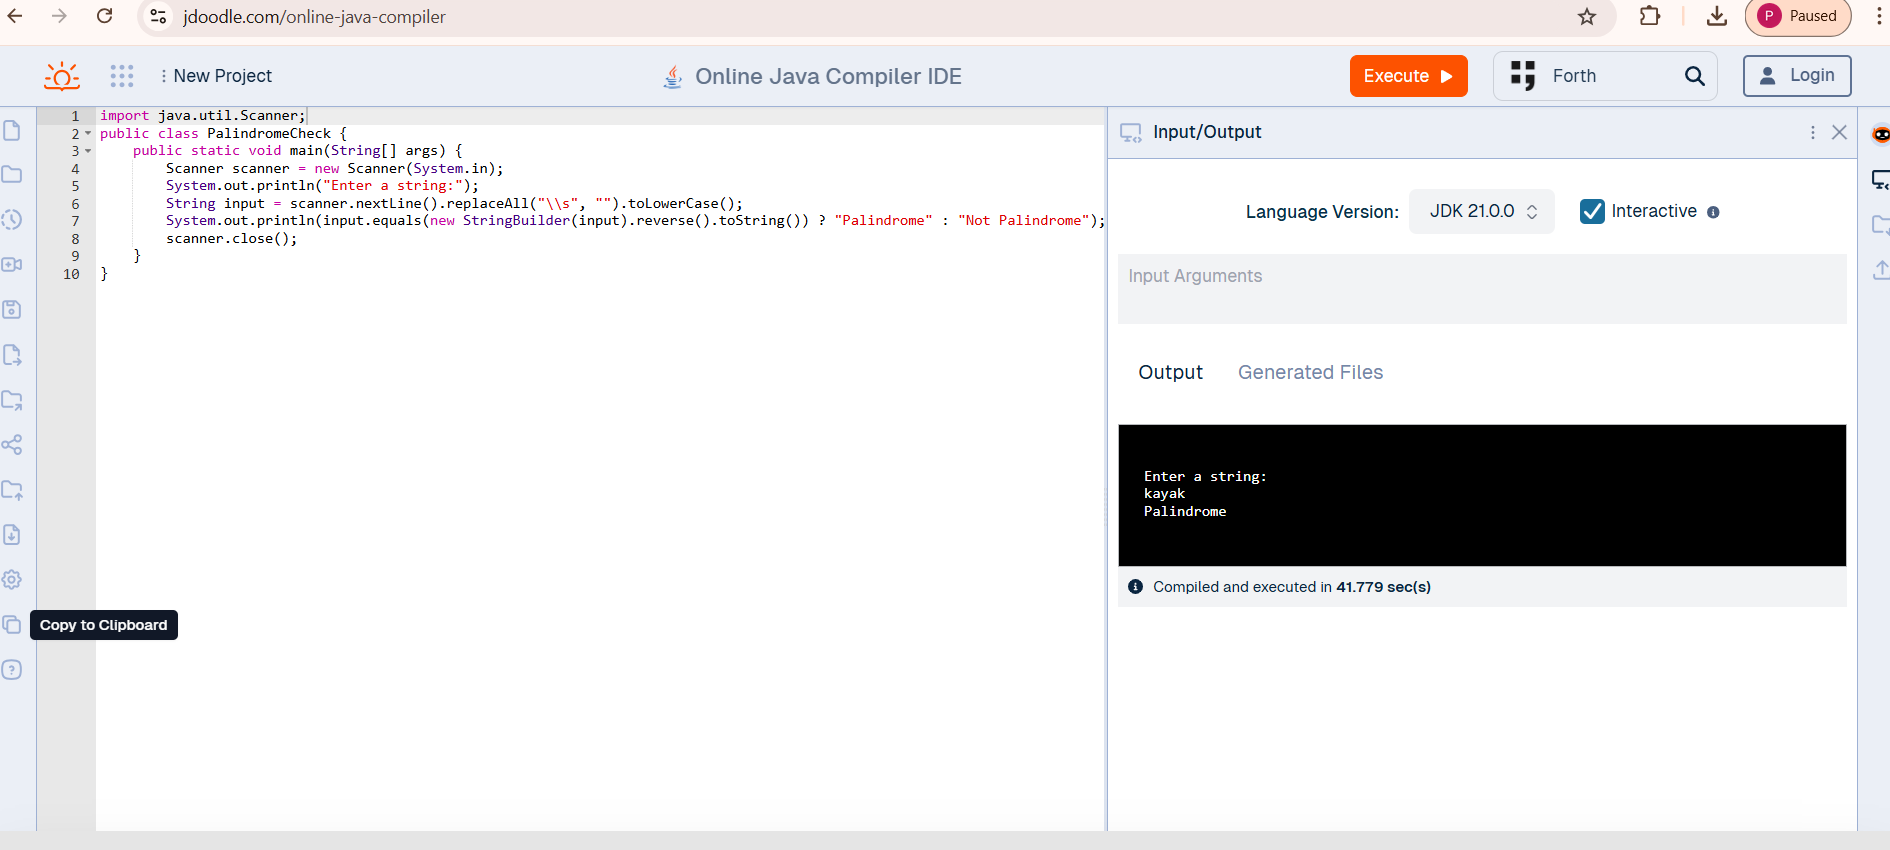 jdoodle.com/online-java-compiler
P Paused
New Project
Online Java Compiler IDE
Execute
Forth
Login
1 import java.util.Scanner;
2 public class PalindromeCheck {
3     public static void main(String[] args) {
4         Scanner scanner = new Scanner(System.in);
5         System.out.println("Enter a string:");
6         String input = scanner.nextLine().replaceAll("\\s", "").toLowerCase();
7         System.out.println(input.equals(new StringBuilder(input).reverse().toString()) ? "Palindrome" : "Not Palindrome");
8         scanner.close();
9     }
10 }
Copy to Clipboard
Input/Output
Language Version: JDK 21.0.0 Interactive
Input Arguments
Output Generated Files
Enter a string:
kayak
Palindrome
Compiled and executed in 41.779 sec(s)